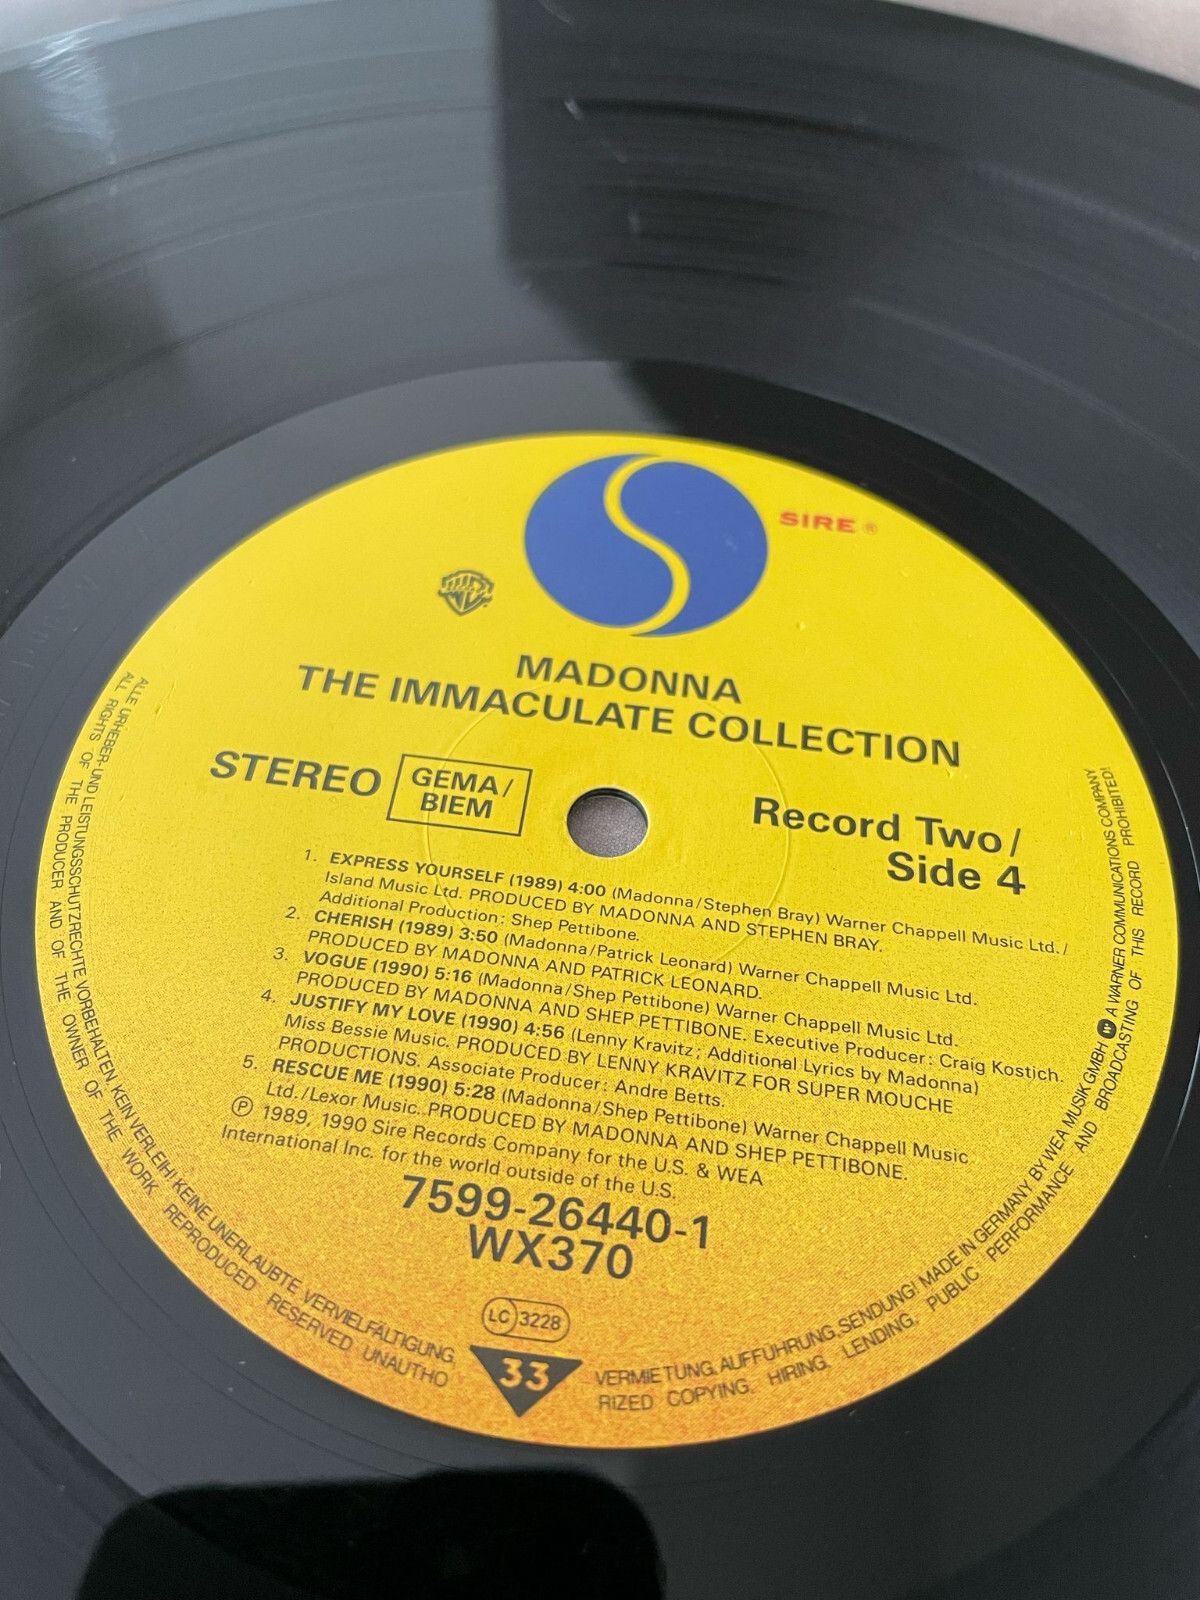 SIRE ®
MADONNA
THE IMMACULATE COLLECTION
STEREO
GEMA/
BIEM
Record Two /
Side 4
1. EXPRESS YOURSELF (1989) 4:00 (Madonna/Stephen Bray) Warner Chappell Music Ltd./
Island Music Ltd. PRODUCED BY MADONNA AND STEPHEN BRAY.
Additional Production: Shep Pettibone.
2. CHERISH (1989) 3:50 (Madonna/Patrick Leonard) Warner Chappell Music Ltd.
PRODUCED BY MADONNA AND PATRICK LEONARD.
3. VOGUE (1990) 5:16 (Madonna/Shep Pettibone) Warner Chappell Music Ltd.
PRODUCED BY MADONNA AND SHEP PETTIBONE. Executive Producer: Craig Kostich.
4. JUSTIFY MY LOVE (1990) 4:56 (Lenny Kravitz; Additional Lyrics by Madonna)
Miss Bessie Music. PRODUCED BY LENNY KRAVITZ FOR SUPER MOUCHE
PRODUCTIONS. Associate Producer: Andre Betts.
5. RESCUE ME (1990) 5:28 (Madonna/Shep Pettibone) Warner Chappell Music
Ltd./Lexor Music. PRODUCED BY MADONNA AND SHEP PETTIBONE.
Ⓟ 1989, 1990 Sire Records Company for the U.S. & WEA
International Inc. for the world outside of the U.S.
7599-26440-1
WX370
LC 3228
33
ALLE URHEBER- UND LEISTUNGSSCHUTZRECHTE VORBEHALTEN. KEIN VERLEIH! KEINE UNERLAUBTE VERVIELFÄLTIGUNG, VERMIETUNG, AUFFÜHRUNG, SENDUNG! MADE IN GERMANY BY WEA MUSIK GMBH A WARNER COMMUNICATIONS COMPANY
ALL RIGHTS OF THE PRODUCER AND OF THE OWNER OF THE WORK REPRODUCED RESERVED UNAUTHORIZED COPYING, HIRING, LENDING, PUBLIC PERFORMANCE AND BROADCASTING OF THIS RECORD PROHIBITED!